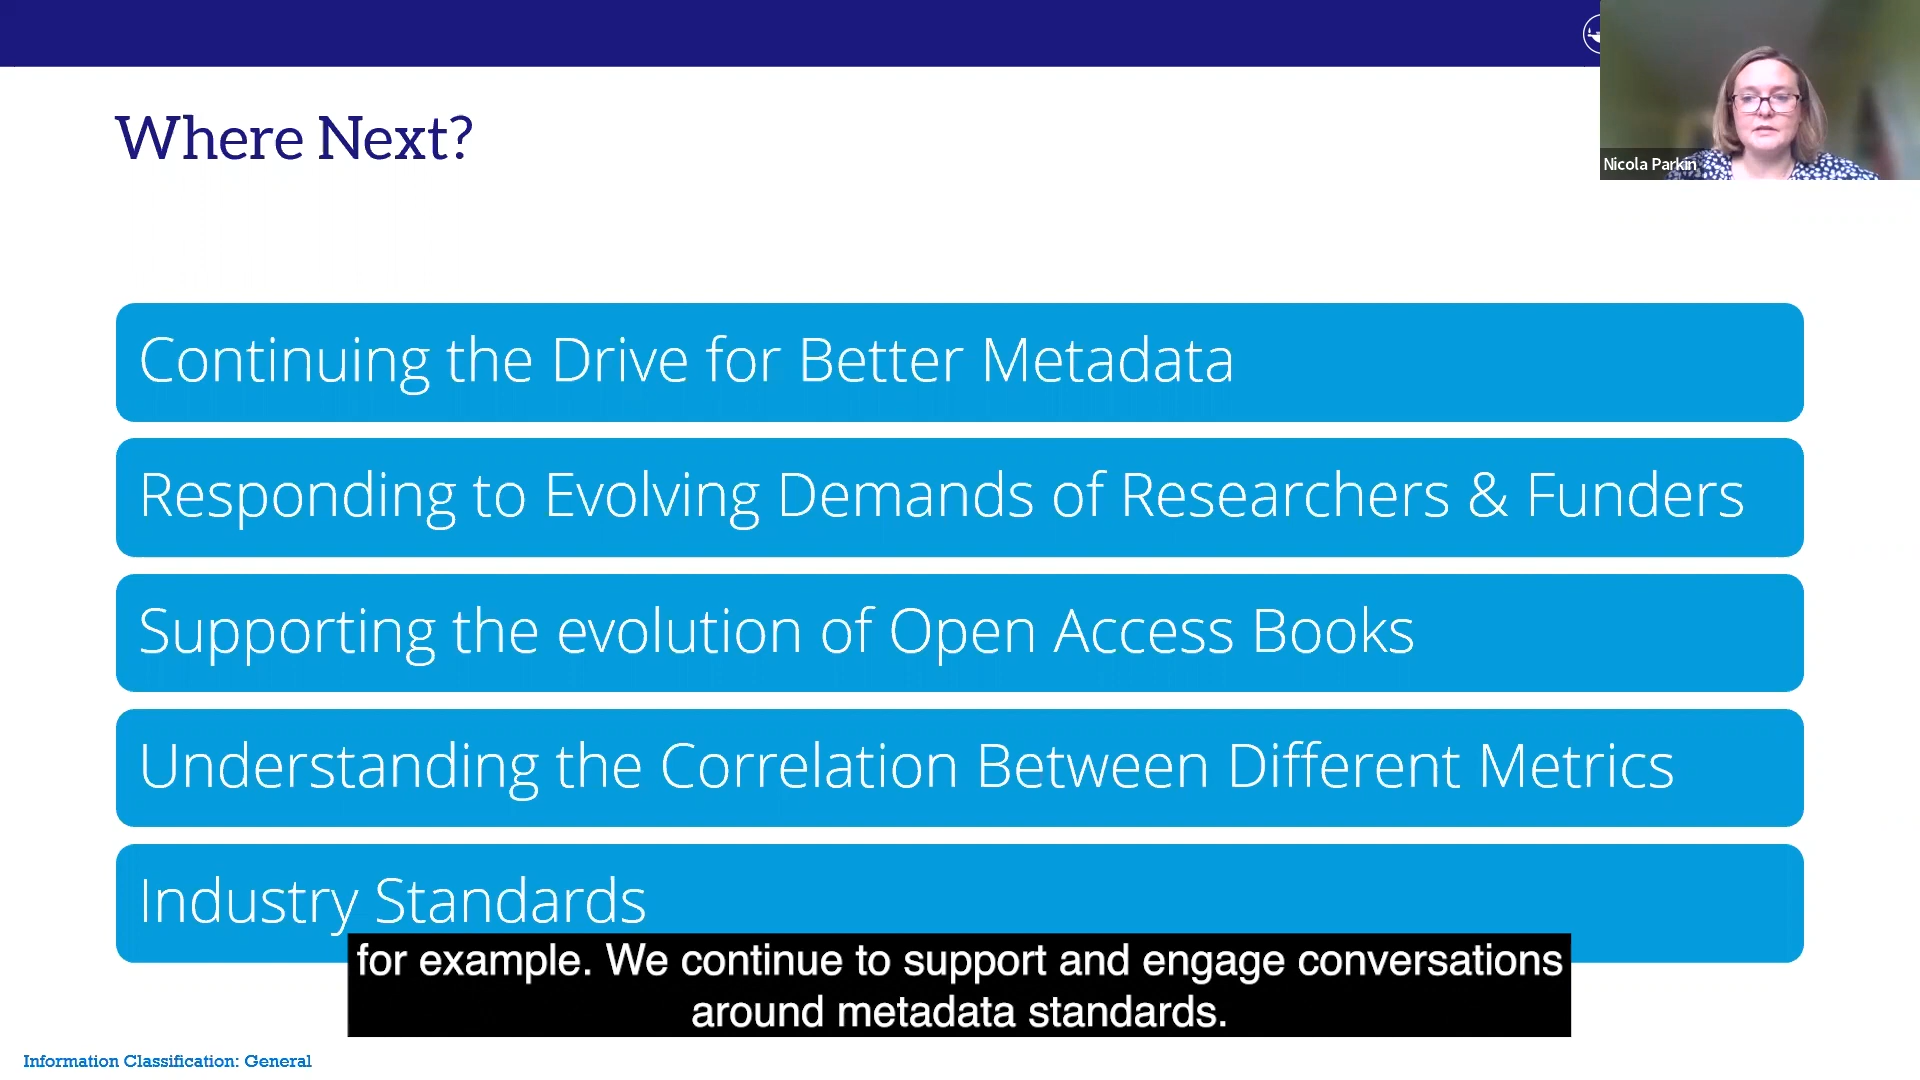 Where Next?
Nicola Parkin
Continuing the Drive for Better Metadata
Responding to Evolving Demands of Researchers & Funders
Supporting the evolution of Open Access Books
Understanding the Correlation Between Different Metrics
Industry Standards
for example. We continue to support and engage conversations
around metadata standards.
Information Classification: General